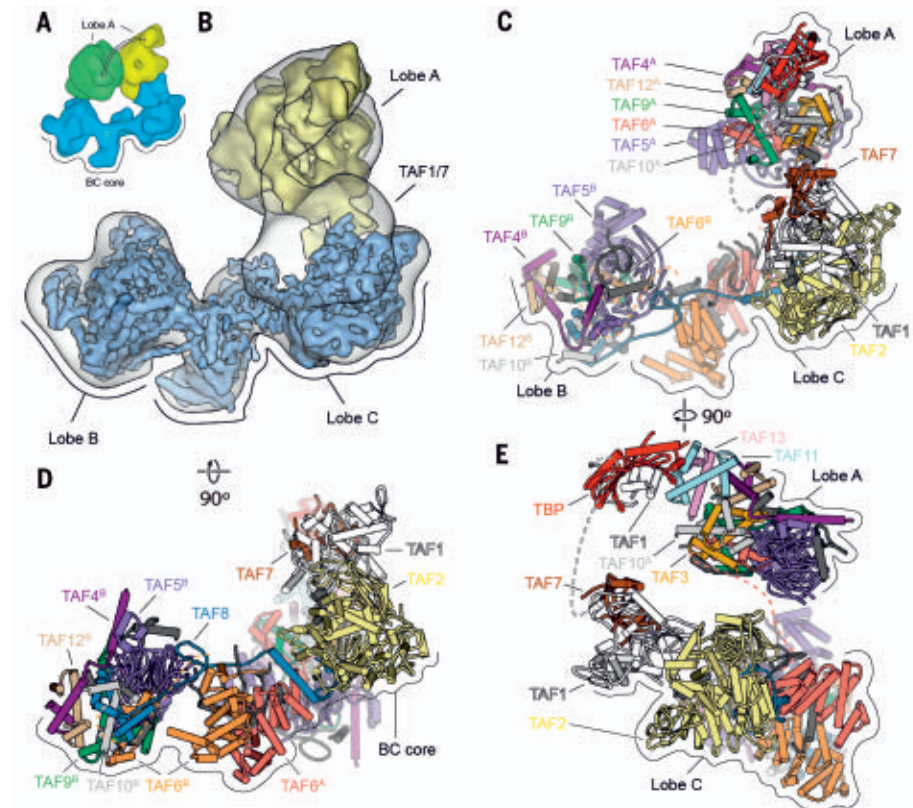 A
Lobe A
BC core
B
Lobe A
TAF1/7
Lobe B
Lobe C
C
Lobe A
TAF4ᴬ
TAF12ᴬ
TAF9ᴬ
TAF6ᴬ
TAF5ᴬ
TAF10ᴬ
TAF7
TAF5ᴮ
TAF9ᴮ
TAF6ᴮ
TAF4ᴮ
TAF12ᴮ
TAF10ᴮ
TAF1
TAF2
Lobe B
Lobe C
90º
D
90º
TAF1
TAF7
TAF2
TAF5ᴮ
TAF4ᴮ
TAF8
TAF12ᴮ
BC core
TAF9ᴮ
TAF10ᴮ
TAF6ᴮ
TAF6ᴬ
E
TAF13
TAF11
Lobe A
TBP
TAF1
TAF10ᴬ
TAF3
TAF7
TAF1
TAF2
Lobe C